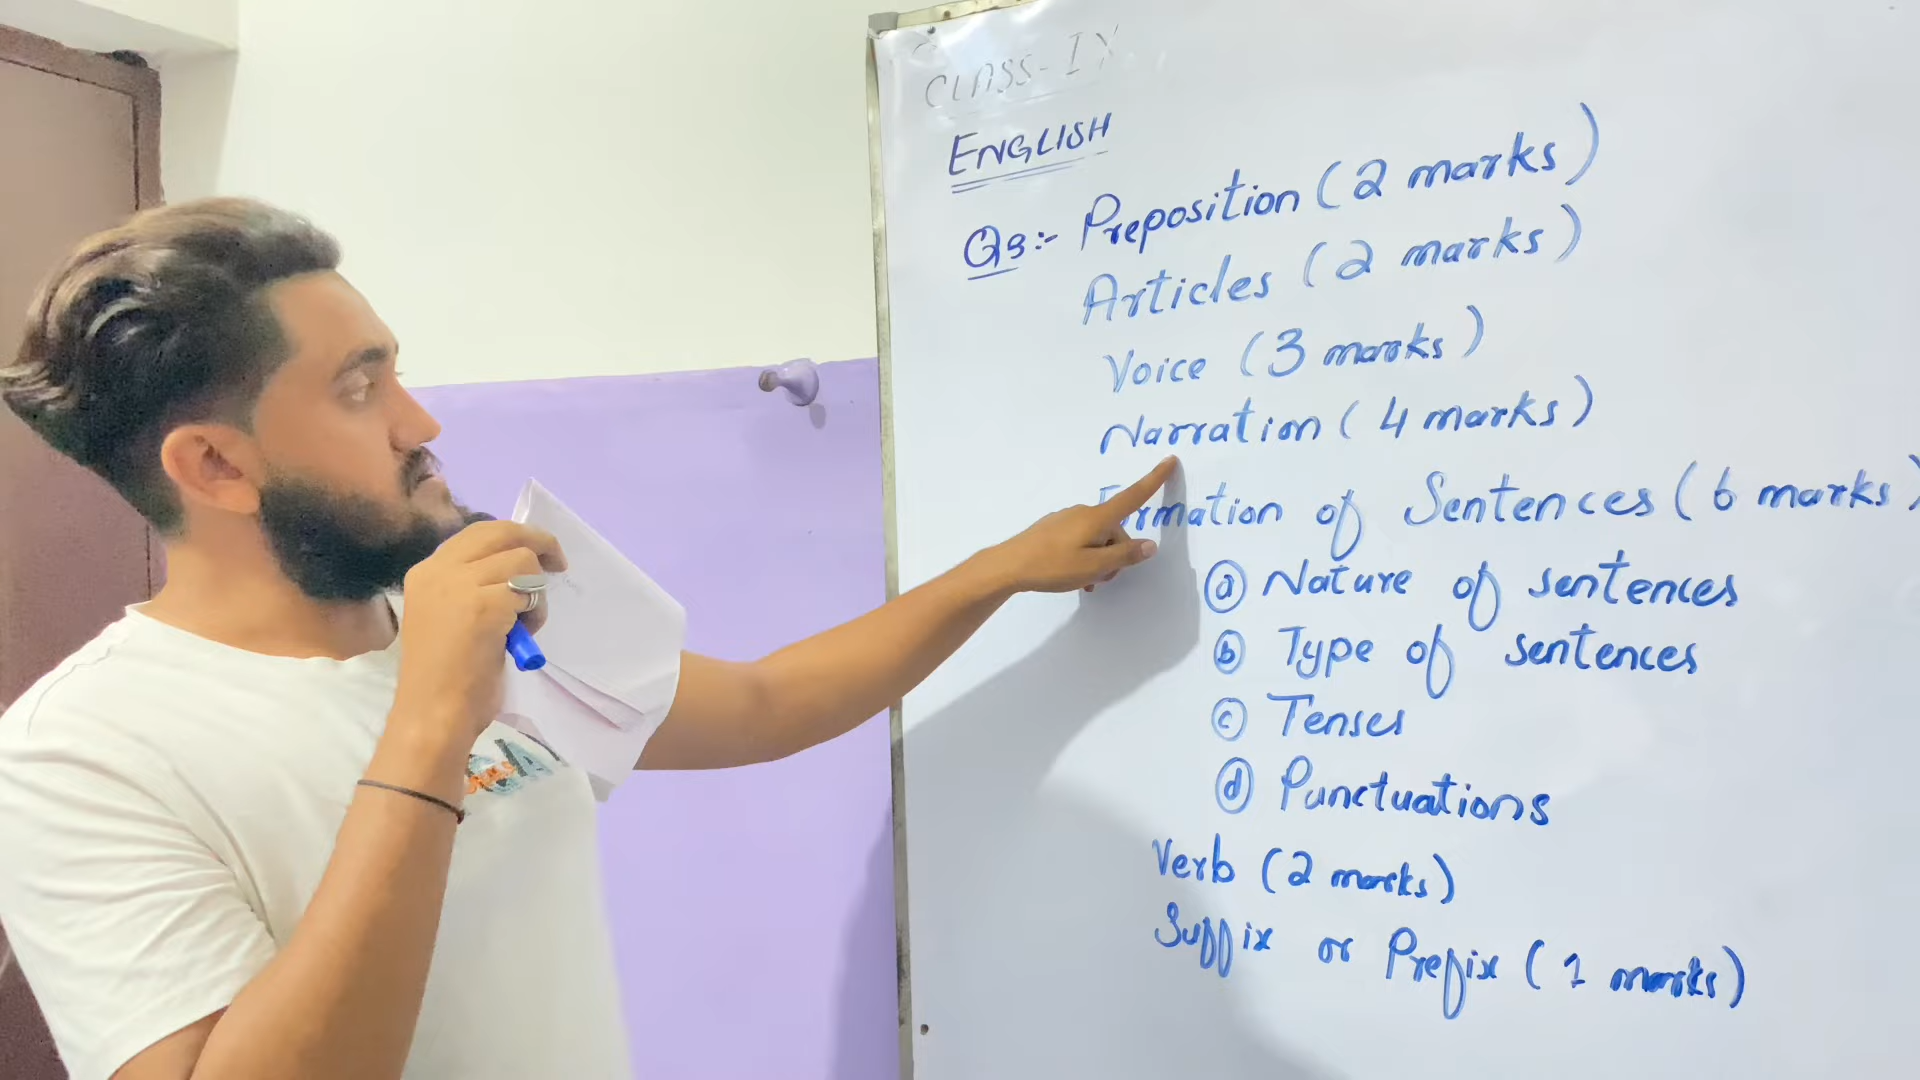 CLASS-IX
ENGLISH
Q3:- Preposition (2 marks)
Articles (2 marks)
Voice (3 marks)
Narration (4 marks)
Formation of Sentences (6 marks)
(a) Nature of sentences
(b) Type of sentences
(c) Tenses
(d) Punctuations
Verb (2 marks)
Suffix or Prefix (1 marks)